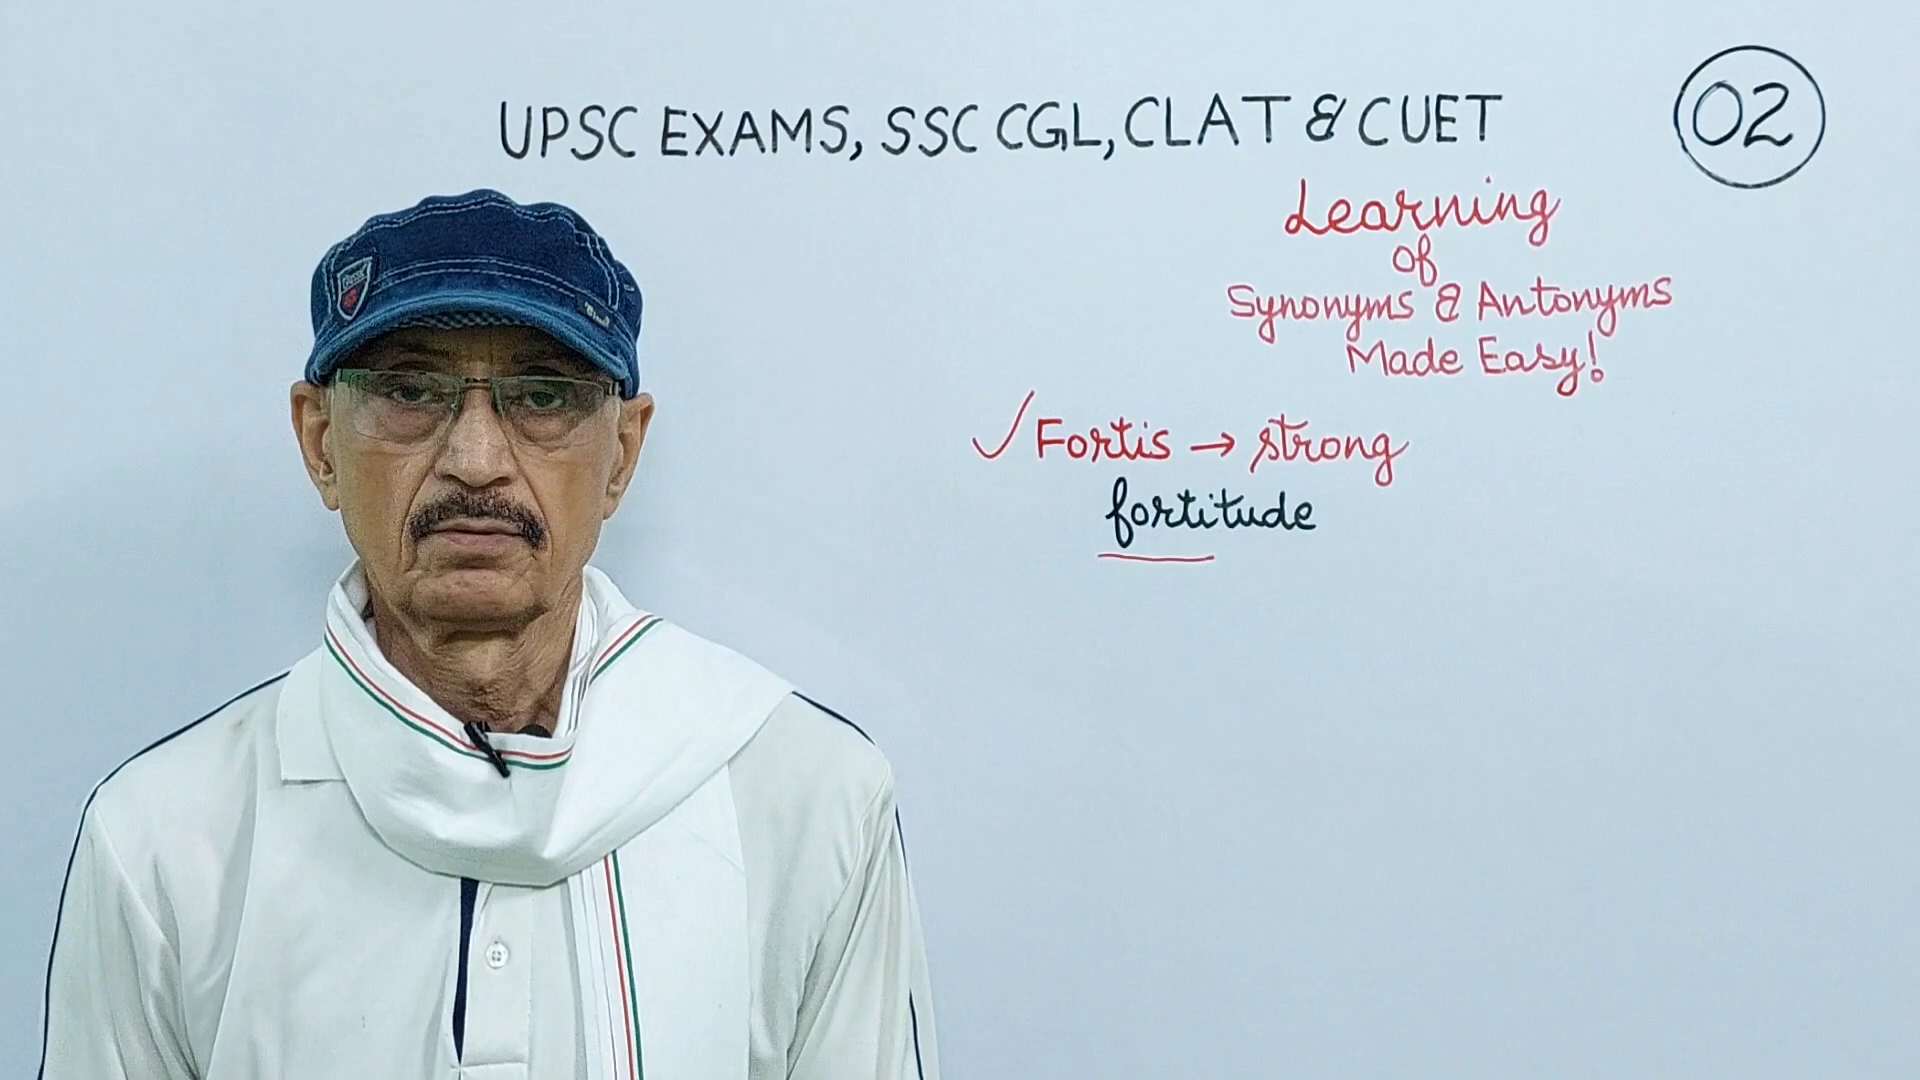 UPSC EXAMS, SSC CGL, CLAT & CUET
02
Learning
of
Synonyms & Antonyms
Made Easy!
✓ Fortis → strong
fortitude